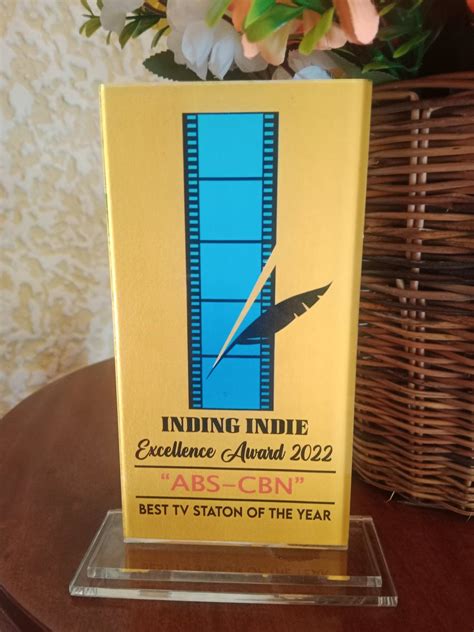 INDING INDIE
Excellence Award 2022
"ABS-CBN"
BEST TV STATON OF THE YEAR